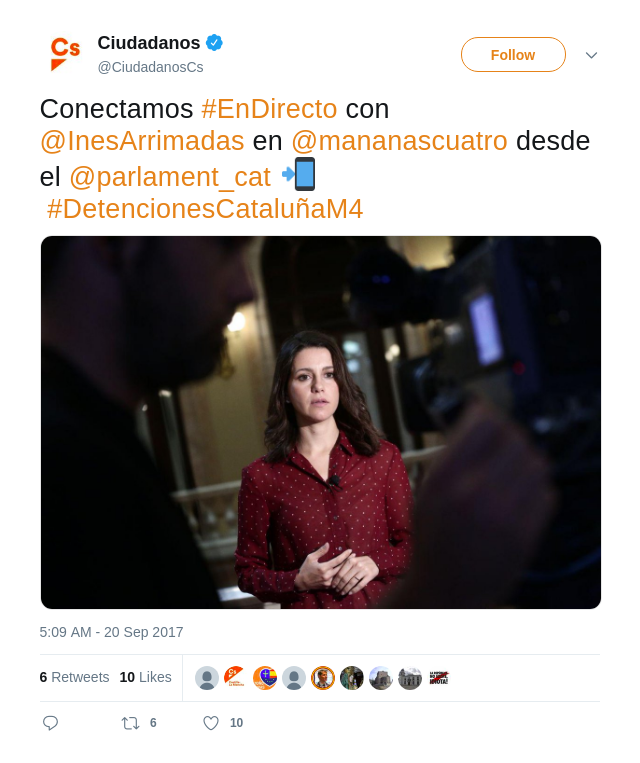 Cs
Ciudadanos
@CiudadanosCs
Follow
Conectamos #EnDirecto con
@InesArrimadas en @mananascuatro desde
el @parlament_cat 📲
#DetencionesCataluñaM4
5:09 AM - 20 Sep 2017
6 Retweets 10 Likes
6 10